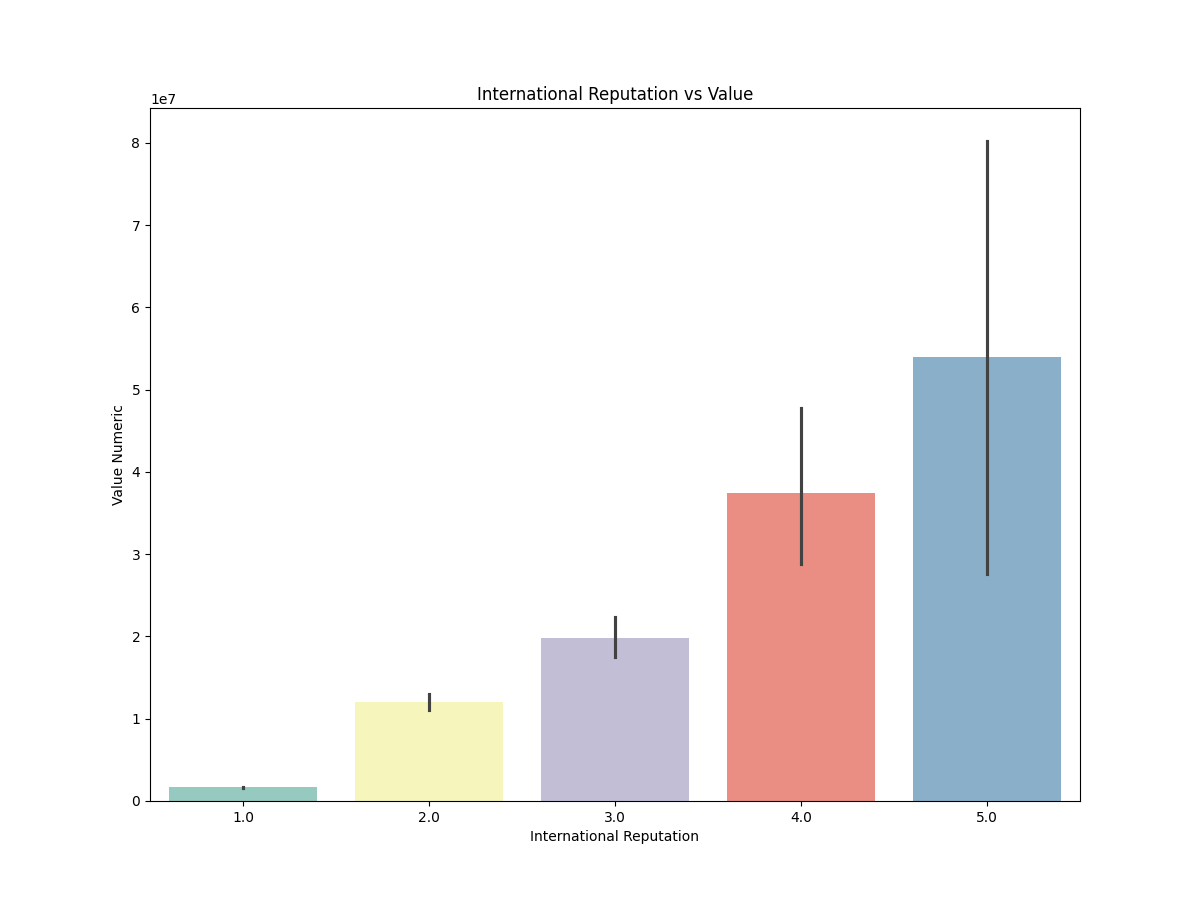 International Reputation vs Value
1e7
8
7
6
5
4
3
2
1
0
Value Numeric
1.0 2.0 3.0 4.0 5.0
International Reputation